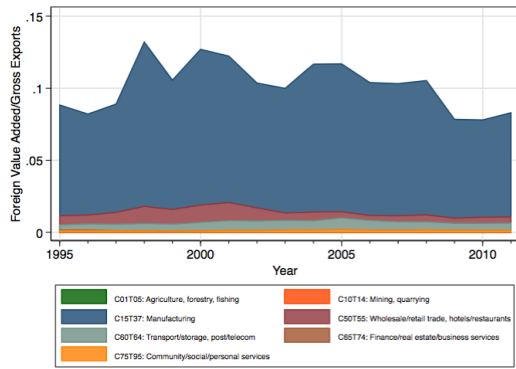 .15
.1
.05
0
Foreign Value Added/Gross Exports
1995
2000
2005
2010
Year
C01T05: Agriculture, forestry, fishing
C10T14: Mining, quarrying
C15T37: Manufacturing
C50T55: Wholesale/retail trade, hotels/restaurants
C60T64: Transport/storage, post/telecom
C65T74: Finance/real estate/business services
C75T95: Community/social/personal services